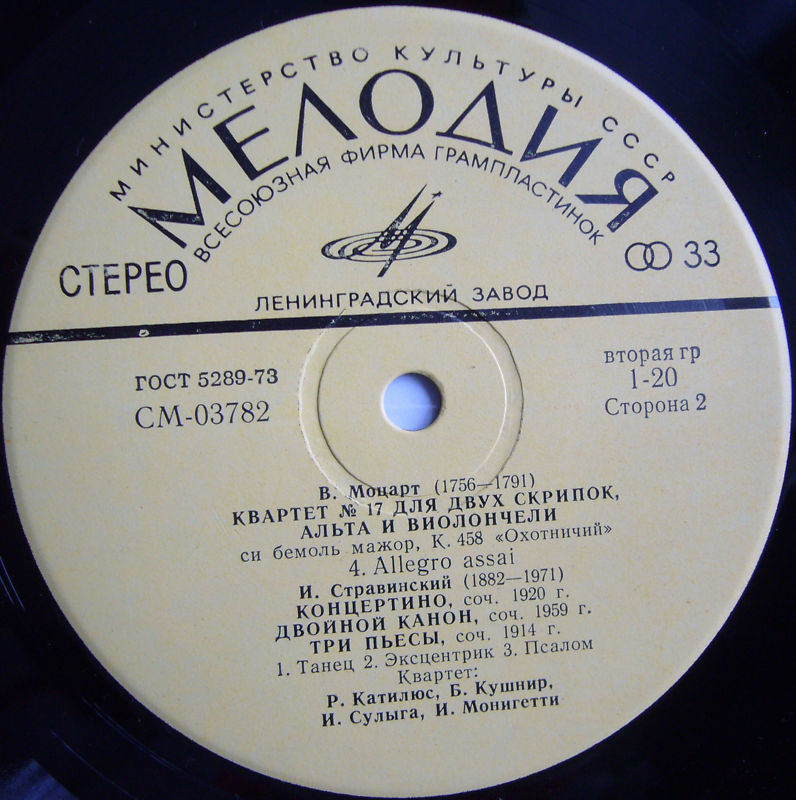 МИНИСТЕРСТВО КУЛЬТУРЫ СССР
МЕЛОДИЯ
ВСЕСОЮЗНАЯ ФИРМА ГРАМПЛАСТИНОК
СТЕРЕО
33
ЛЕНИНГРАДСКИЙ ЗАВОД
ГОСТ 5289-73
СМ-03782
вторая гр
1-20
Сторона 2
В. Моцарт (1756—1791)
КВАРТЕТ № 17 ДЛЯ ДВУХ СКРИПОК,
АЛЬТА И ВИОЛОНЧЕЛИ
си бемоль мажор, К. 458 «Охотничий»
4. Allegro assai
И. Стравинский (1882—1971)
КОНЦЕРТИНО, соч. 1920 г.
ДВОЙНОЙ КАНОН, соч. 1959 г.
ТРИ ПЬЕСЫ, соч. 1914 г.
1. Танец 2. Эксцентрик 3. Псалом
Квартет:
Р. Катилюс, Б. Кушнир,
И. Сулыга, И. Монигетти